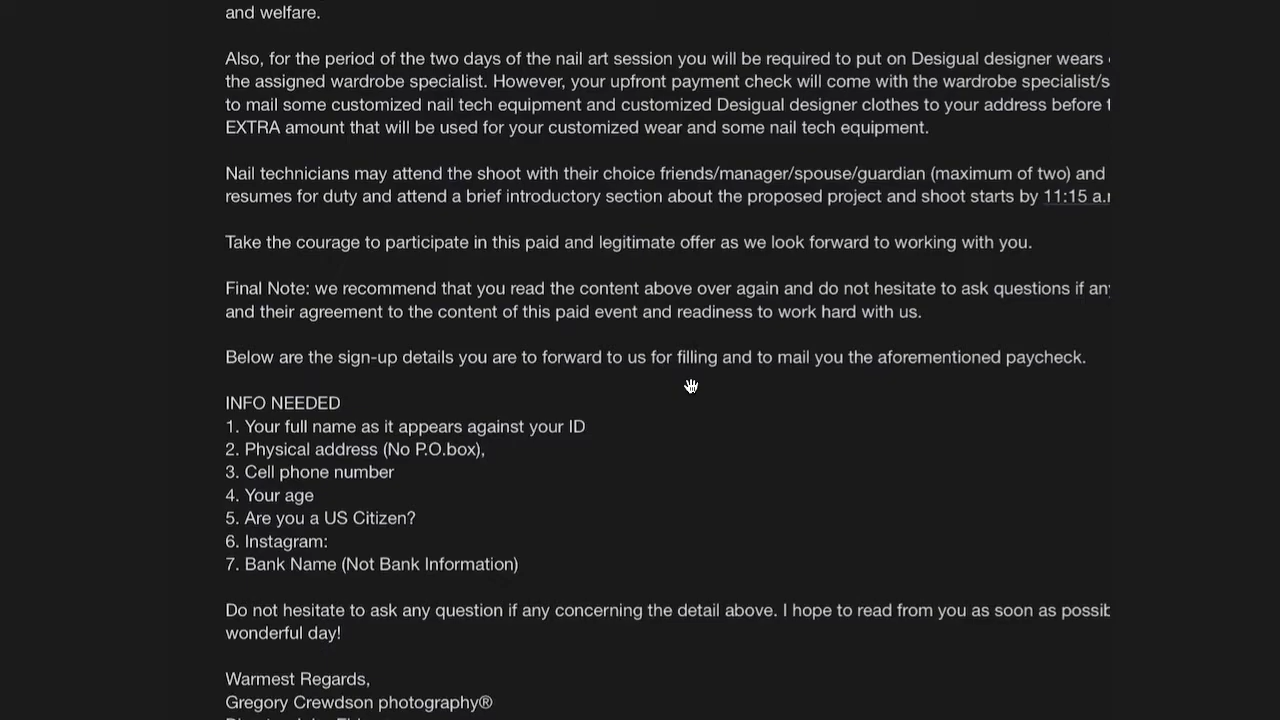 and welfare.
Also, for the period of the two days of the nail art session you will be required to put on Desigual designer wears
the assigned wardrobe specialist. However, your upfront payment check will come with the wardrobe specialist/s
to mail some customized nail tech equipment and customized Desigual designer clothes to your address before
EXTRA amount that will be used for your customized wear and some nail tech equipment.
Nail technicians may attend the shoot with their choice friends/manager/spouse/guardian (maximum of two) and
resumes for duty and attend a brief introductory section about the proposed project and shoot starts by 11:15 a.r
Take the courage to participate in this paid and legitimate offer as we look forward to working with you.
Final Note: we recommend that you read the content above over again and do not hesitate to ask questions if any
and their agreement to the content of this paid event and readiness to work hard with us.
Below are the sign-up details you are to forward to us for filling and to mail you the aforementioned paycheck.
INFO NEEDED
1. Your full name as it appears against your ID
2. Physical address (No P.O.box),
3. Cell phone number
4. Your age
5. Are you a US Citizen?
6. Instagram:
7. Bank Name (Not Bank Information)
Do not hesitate to ask any question if any concerning the detail above. I hope to read from you as soon as possib
wonderful day!
Warmest Regards,
Gregory Crewdson photography®